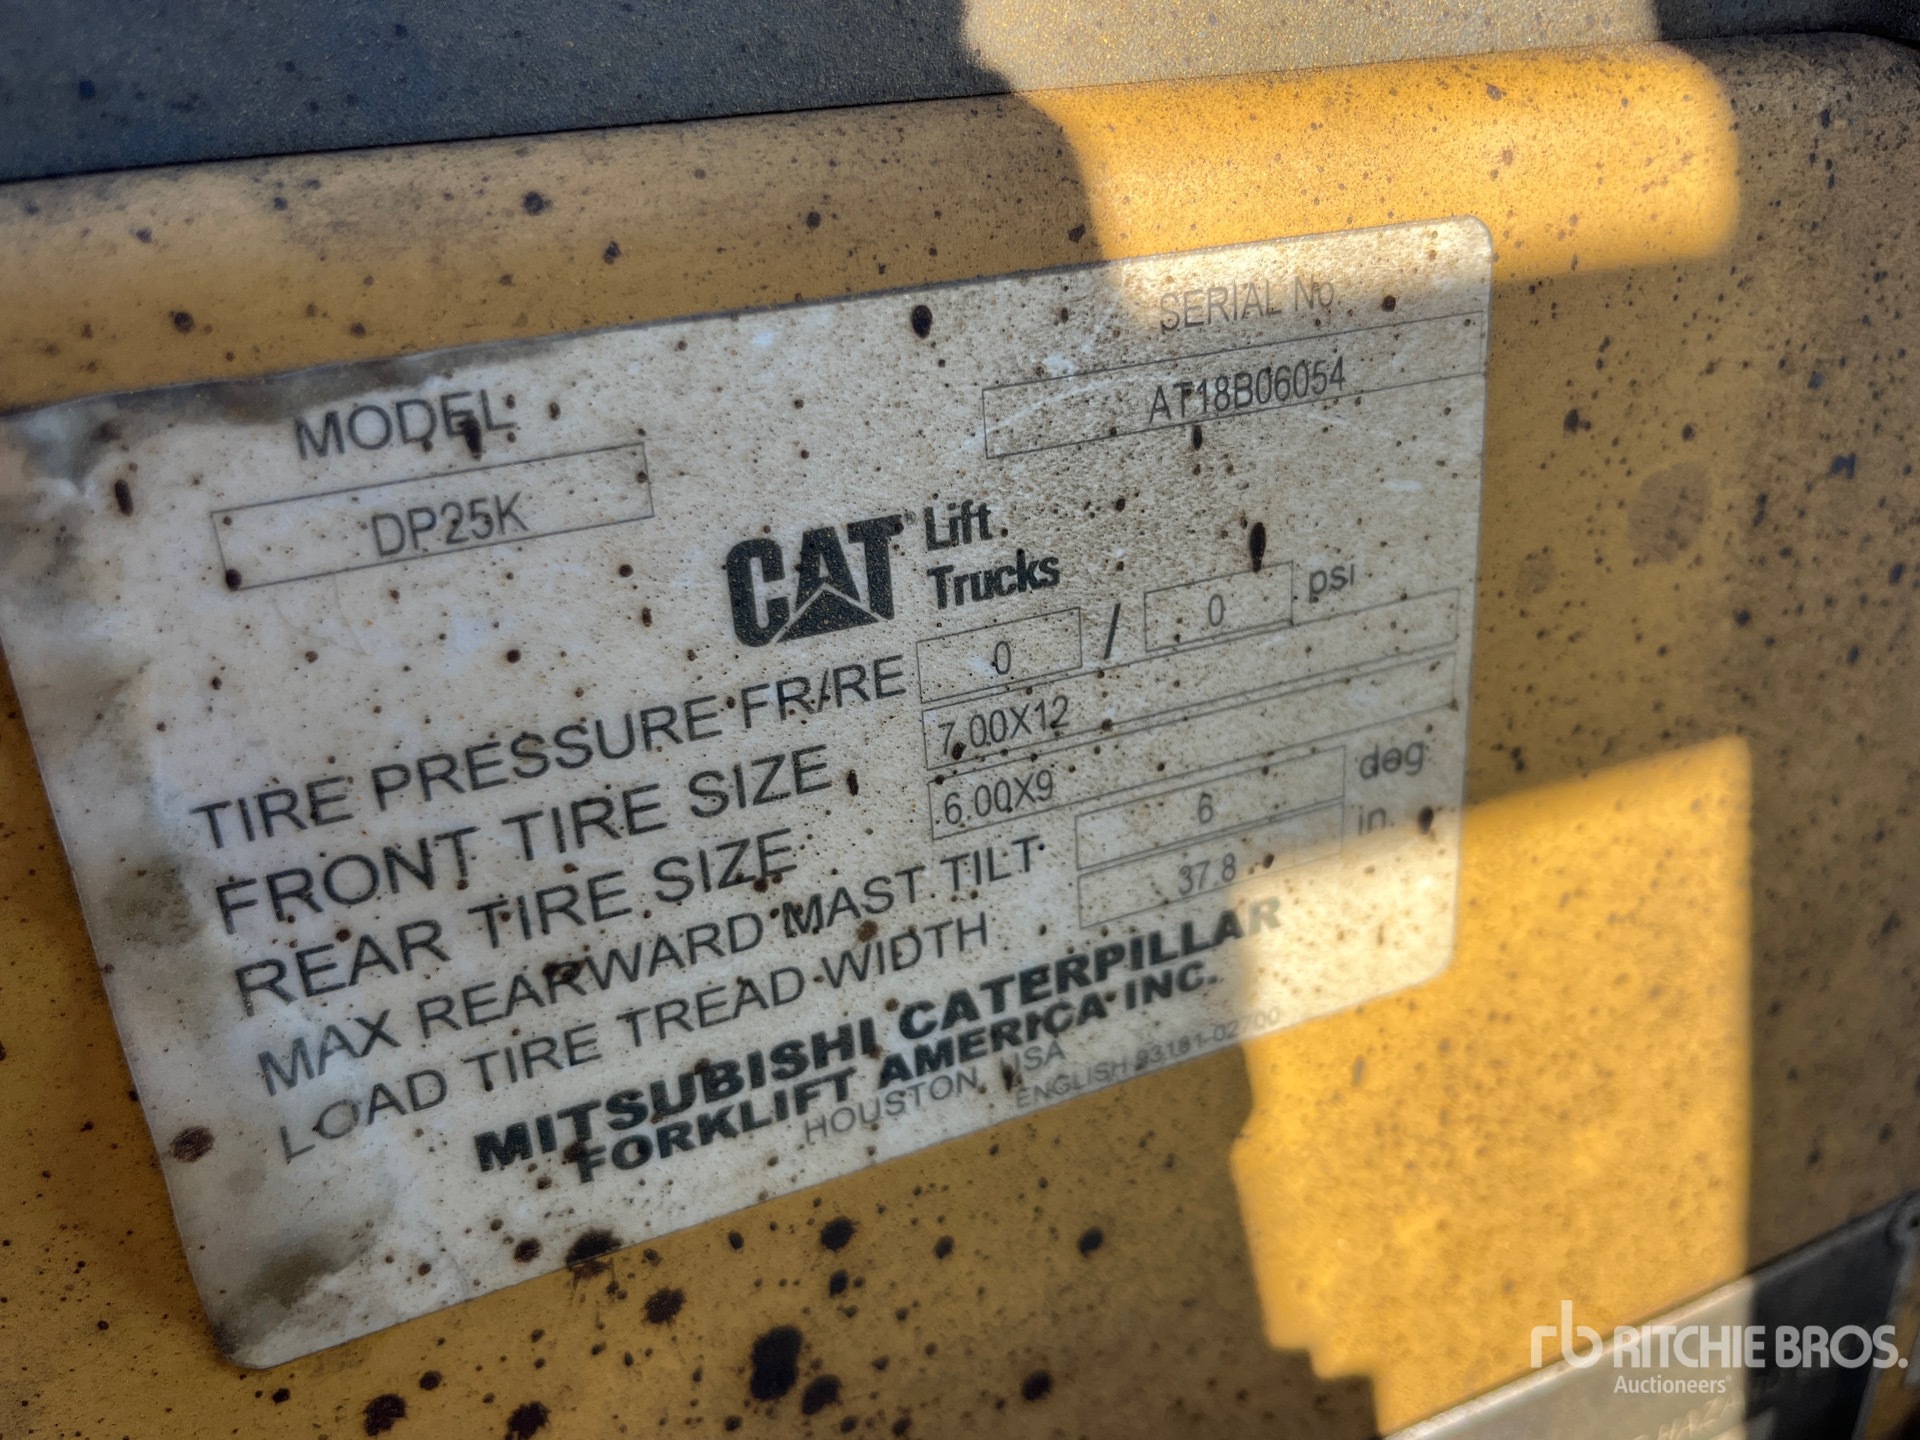 MODEL
DP25K
SERIAL No.
AT18B06054
CAT® Lift Trucks
TIRE PRESSURE FR/RE 0 / 0 psi
FRONT TIRE SIZE 7.00X12
REAR TIRE SIZE 6.00X9
MAX REARWARD MAST TILT 6 deg
LOAD TIRE TREAD WIDTH 37.8 in.
MITSUBISHI CATERPILLAR
FORKLIFT AMERICA INC.
HOUSTON, USA
ENGLISH 93181-02700
rb RITCHIE BROS.
Auctioneers